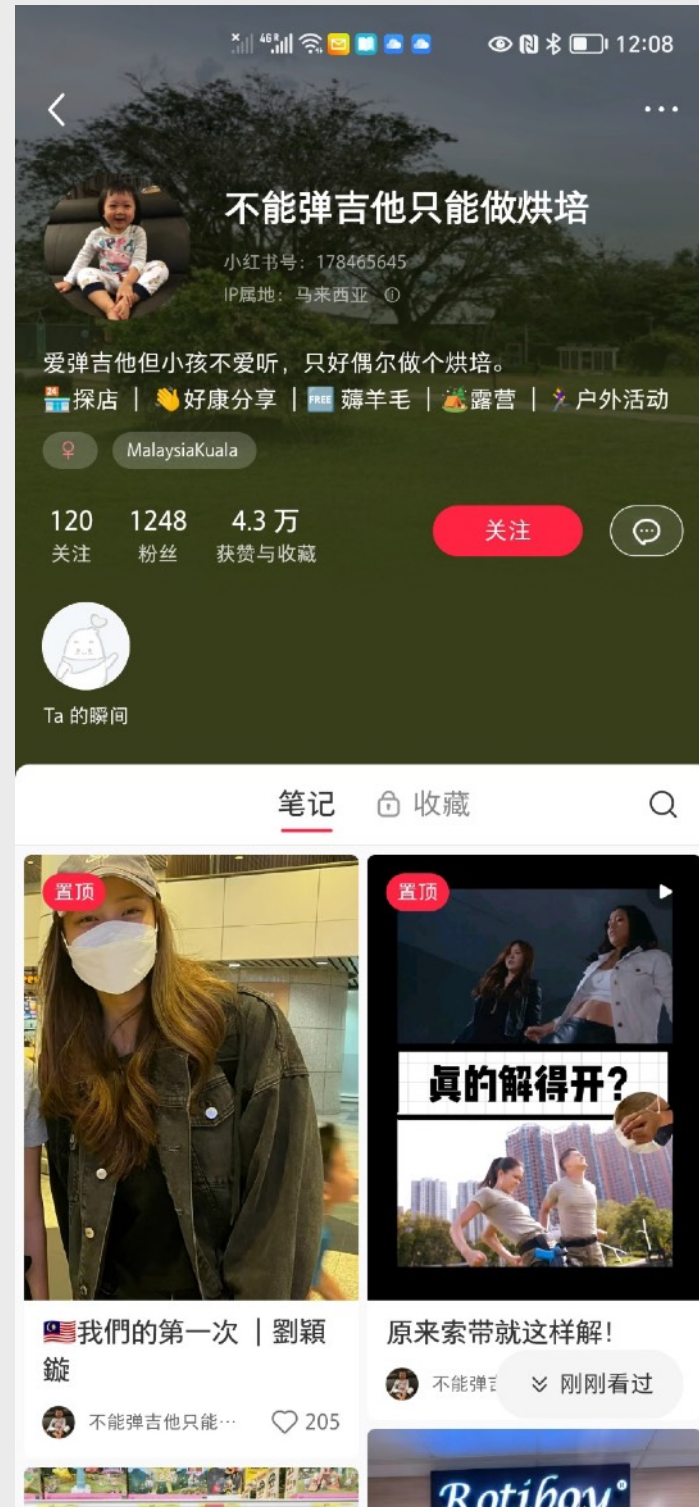 4G 12:08
不能弹吉他只能做烘培
小红书号：178465645
IP属地：马来西亚
爱弹吉他但小孩不爱听，只好偶尔做个烘培。
探店 | 好康分享 | FREE 薅羊毛 | 露营 | 户外活动
♀ MalaysiaKuala
120 1248 4.3 万
关注 粉丝 获赞与收藏
关注
Ta 的瞬间
笔记 收藏
置顶
我們的第一次 | 劉穎
鏇
不能弹吉他只能… 205
置顶
真的解得开？
原来索带就这样解！
不能弹吉
刚刚看过
Rotiboy